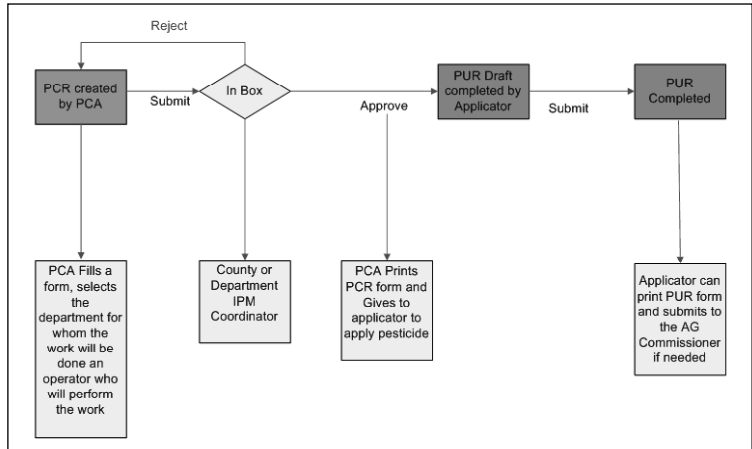 Reject
PCR created
by PCA
Submit
In Box
Approve
PUR Draft
completed by
Applicator
Submit
PUR
Completed
PCA Fills a
form, selects
the
department for
whom the
work will be
done an
operator who
will perform
the work
County or
Department
IPM
Coordinator
PCA Prints
PCR form and
Gives to
applicator to
apply pesticide
Applicator can
print PUR form
and submits to
the AG
Commissioner
if needed